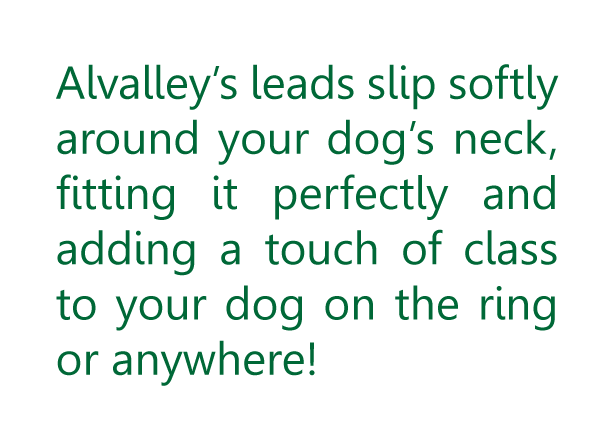 Alvalley’s leads slip softly
around your dog’s neck,
fitting it perfectly and
adding a touch of class
to your dog on the ring
or anywhere!